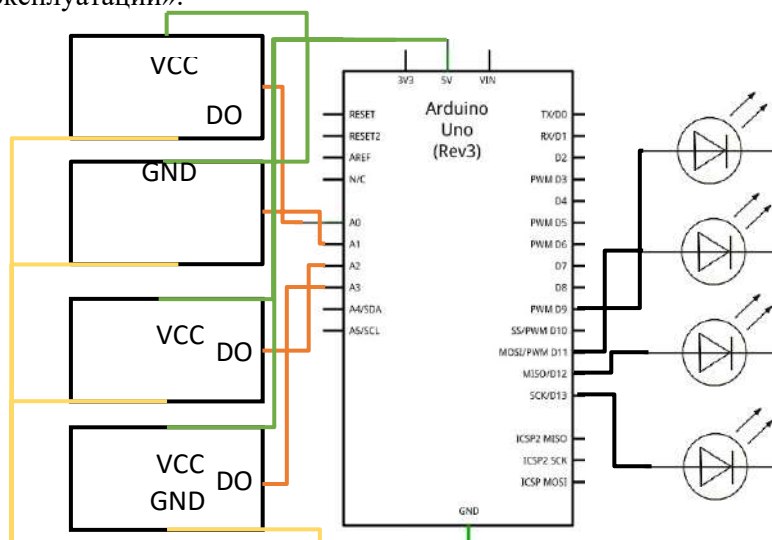 эксплуатации».
VCC
DO
GND
VCC
DO
VCC
DO
GND
3V3
5V
VIN
Arduino
Uno
(Rev3)
RESET
RESET2
AREF
N/C
A0
A1
A2
A3
A4/SDA
A5/SCL
TX/D0
RX/D1
D2
PWM D3
D4
PWM D5
PWM D6
D7
D8
PWM D9
SS/PWM D10
MOSI/PWM D11
MISO/D12
SCK/D13
ICSP2 MISO
ICSP2 SCK
ICSP MOSI
GND